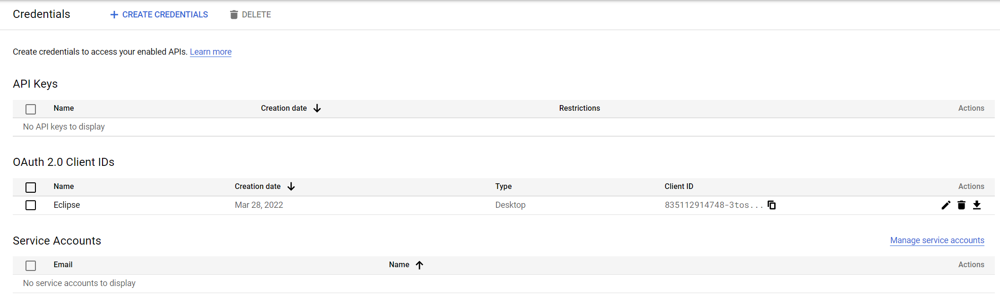 Credentials CREATE CREDENTIALS DELETE
Create credentials to access your enabled APIs. Learn more
API Keys
Name Creation date Restrictions Actions
No API keys to display
OAuth 2.0 Client IDs
Name Creation date Type Client ID Actions
Eclipse Mar 28, 2022 Desktop 835112914748-3tos...
Service Accounts Manage service accounts
Email Name Actions
No service accounts to display